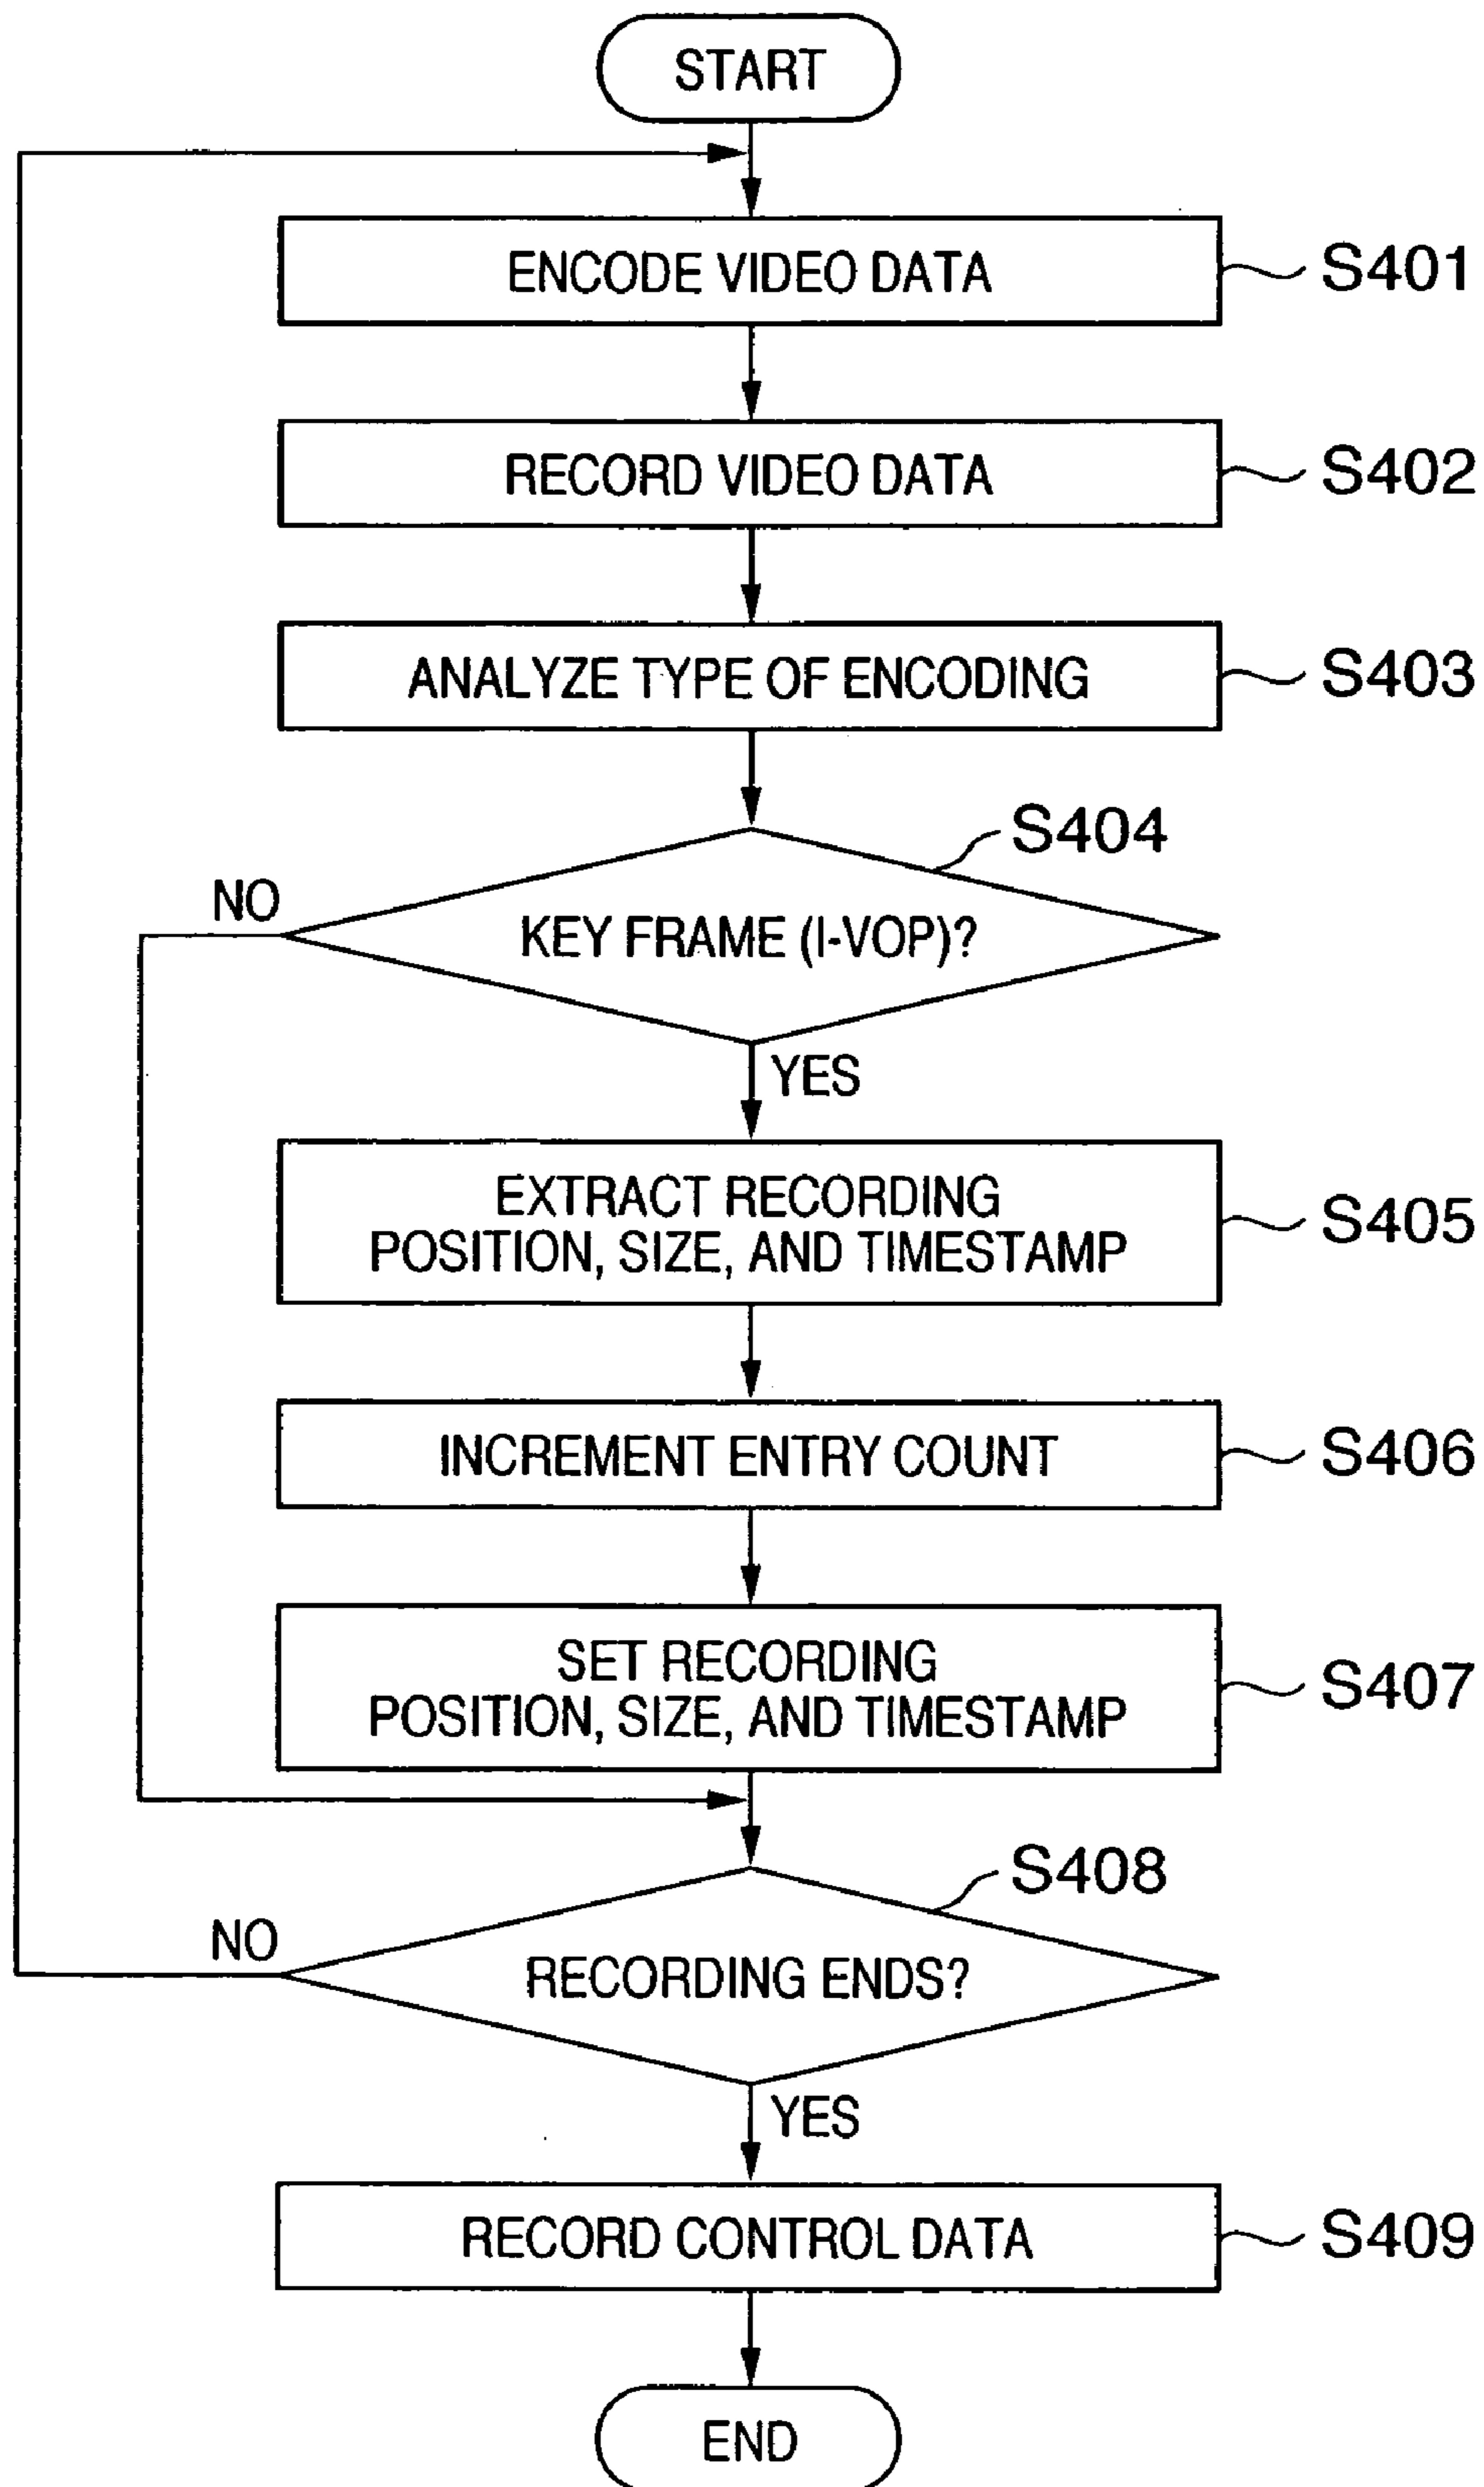 START
ENCODE VIDEO DATA
S401
RECORD VIDEO DATA
S402
ANALYZE TYPE OF ENCODING
S403
S404
NO
KEY FRAME (I-VOP)?
YES
EXTRACT RECORDING
POSITION, SIZE, AND TIMESTAMP
S405
INCREMENT ENTRY COUNT
S406
SET RECORDING
POSITION, SIZE, AND TIMESTAMP
S407
S408
NO
RECORDING ENDS?
YES
RECORD CONTROL DATA
S409
END